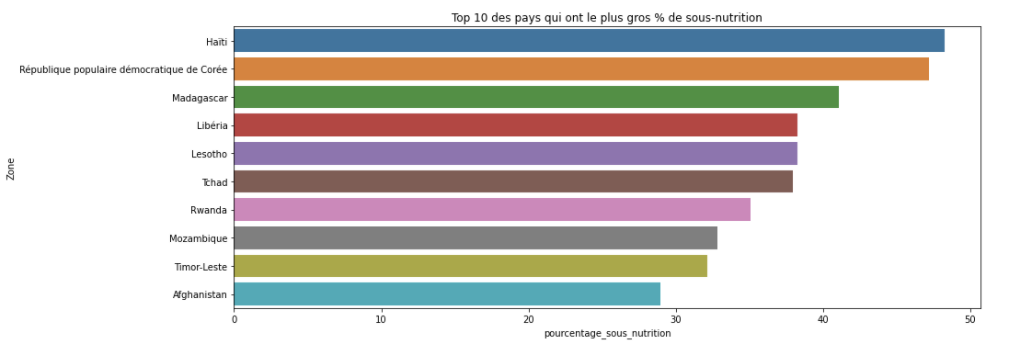 Top 10 des pays qui ont le plus gros % de sous-nutrition
Haïti
République populaire démocratique de Corée
Madagascar
Libéria
Lesotho
Tchad
Rwanda
Mozambique
Timor-Leste
Afghanistan
Zone
0 10 20 30 40 50
pourcentage_sous_nutrition